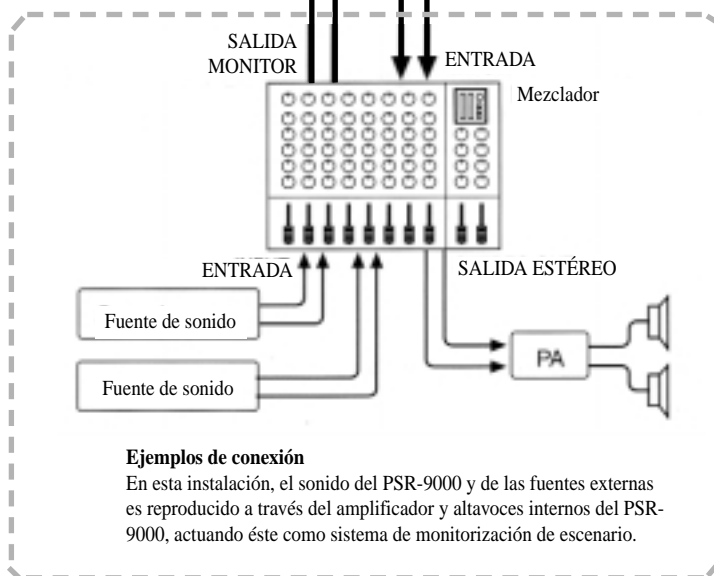 SALIDA
MONITOR
ENTRADA
Mezclador
ENTRADA
SALIDA ESTÉREO
Fuente de sonido
PA
Fuente de sonido
Ejemplos de conexión
En esta instalación, el sonido del PSR-9000 y de las fuentes externas
es reproducido a través del amplificador y altavoces internos del PSR-
9000, actuando éste como sistema de monitorización de escenario.